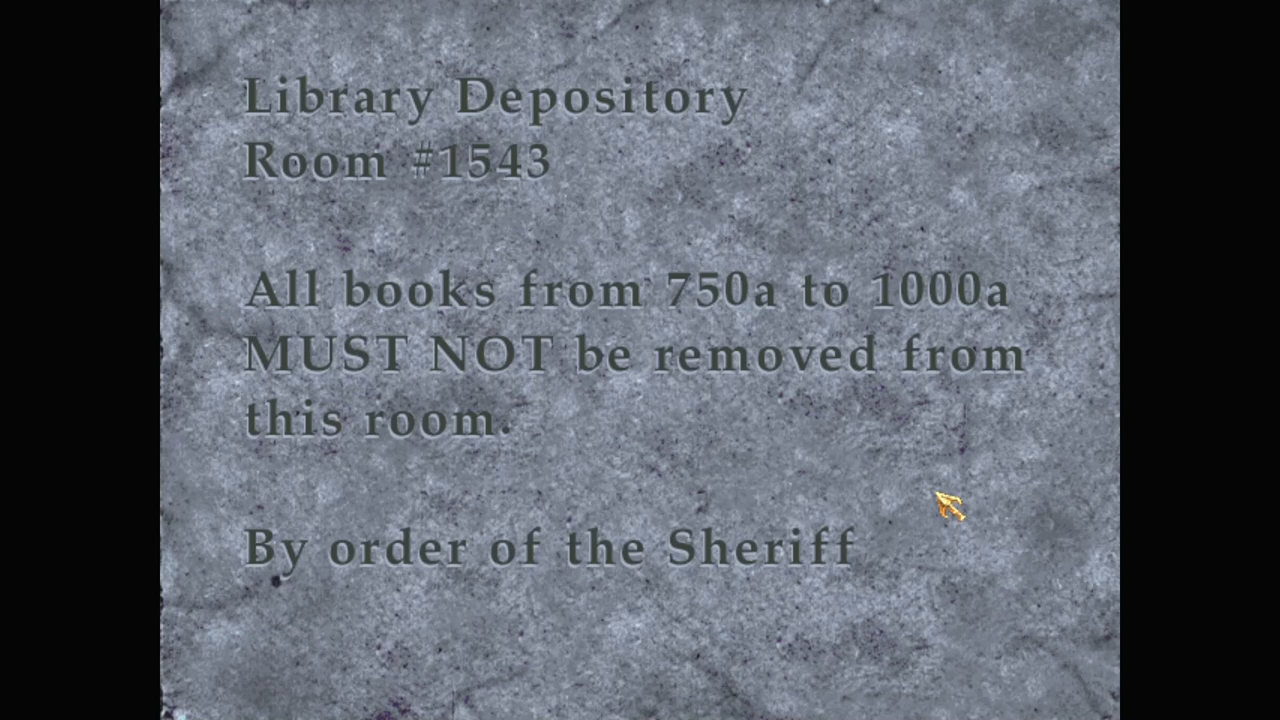 Library Depository
Room #1543
All books from 750a to 1000a
MUST NOT be removed from
this room.
By order of the Sheriff